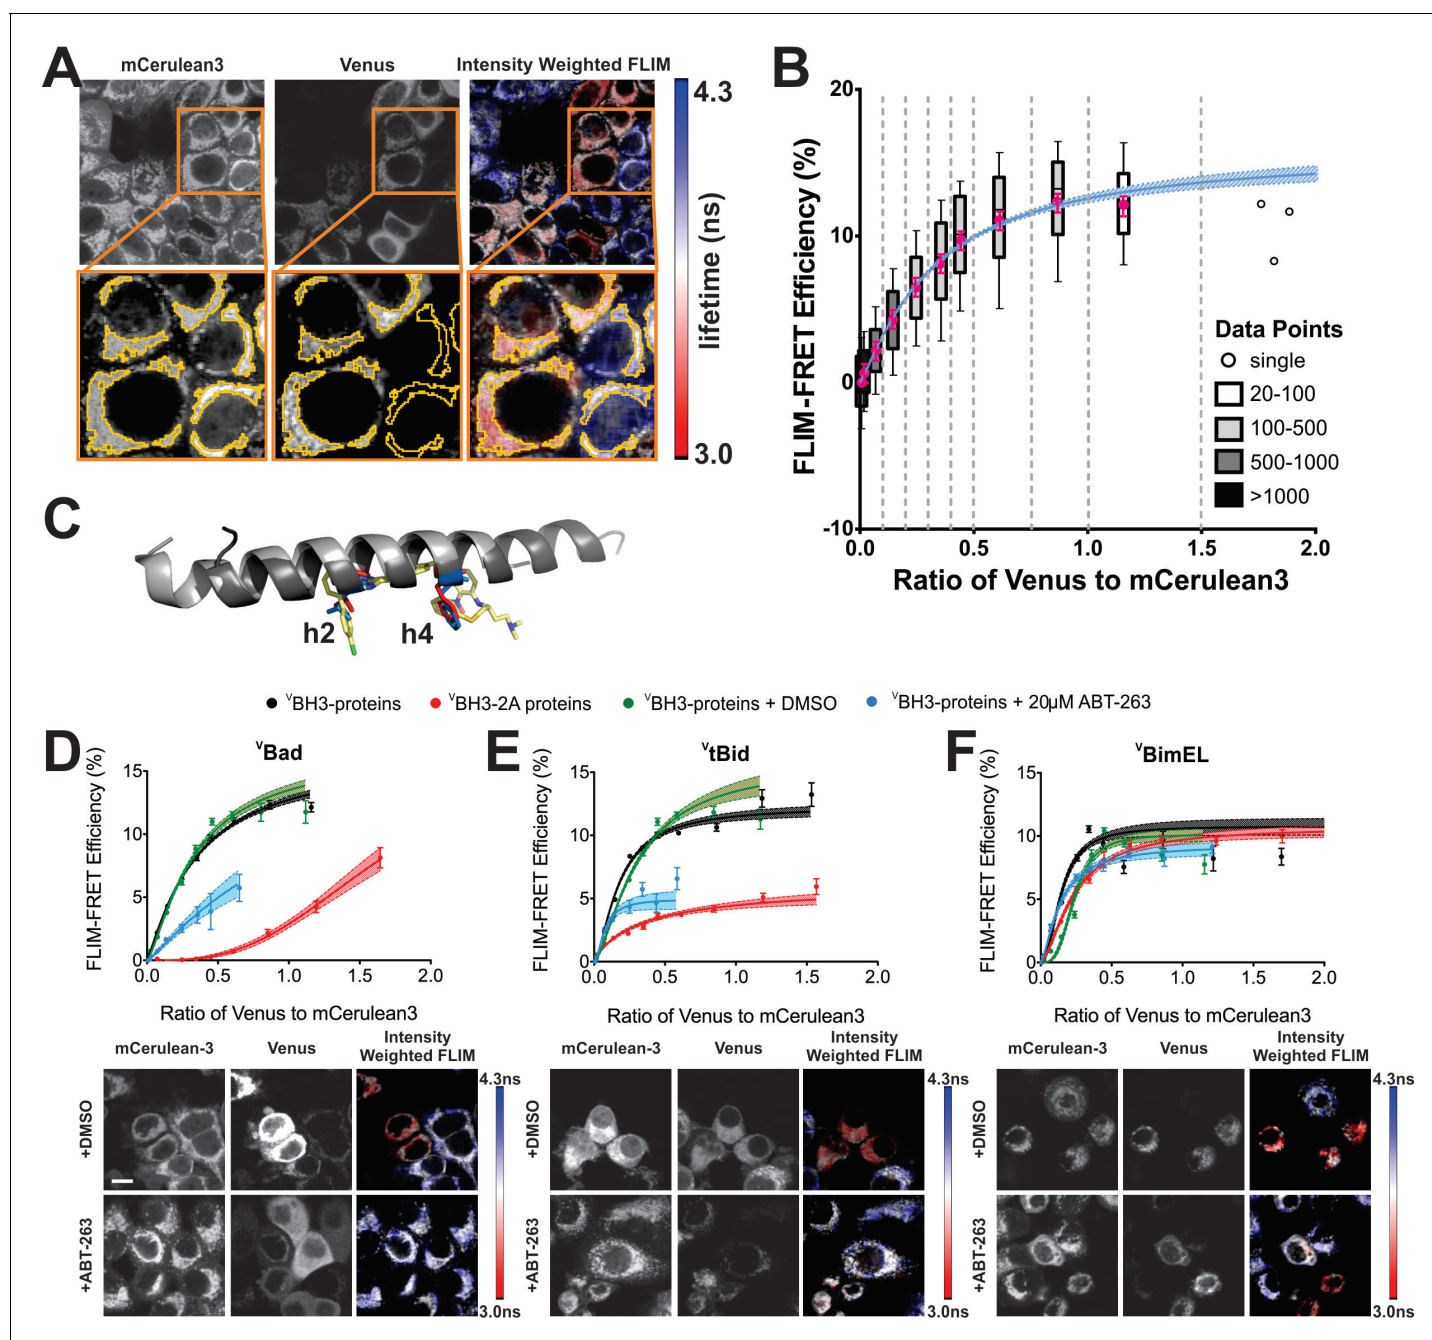 A
mCerulean3
Venus
Intensity Weighted FLIM
4.3
lifetime (ns)
3.0
B
FLIM-FRET Efficiency (%)
20
10
0
-10
0.0
0.5
1.0
1.5
2.0
Ratio of Venus to mCerulean3
Data Points
single
20-100
100-500
500-1000
>1000
C
h2
h4
VBH3-proteins
VBH3-2A proteins
VBH3-proteins + DMSO
VBH3-proteins + 20μM ABT-263
D
VBad
FLIM-FRET Efficiency (%)
15
10
5
0
0.0
0.5
1.0
1.5
2.0
Ratio of Venus to mCerulean3
mCerulean-3
Venus
Intensity
Weighted FLIM
+DMSO
+ABT-263
4.3ns
3.0ns
E
VtBid
FLIM-FRET Efficiency (%)
15
10
5
0
0.0
0.5
1.0
1.5
2.0
Ratio of Venus to mCerulean3
mCerulean-3
Venus
Intensity
Weighted FLIM
+DMSO
+ABT-263
4.3ns
3.0ns
F
VBimEL
FLIM-FRET Efficiency (%)
15
10
5
0
0.0
0.5
1.0
1.5
2.0
Ratio of Venus to mCerulean3
mCerulean-3
Venus
Intensity
Weighted FLIM
+DMSO
+ABT-263
4.3ns
3.0ns